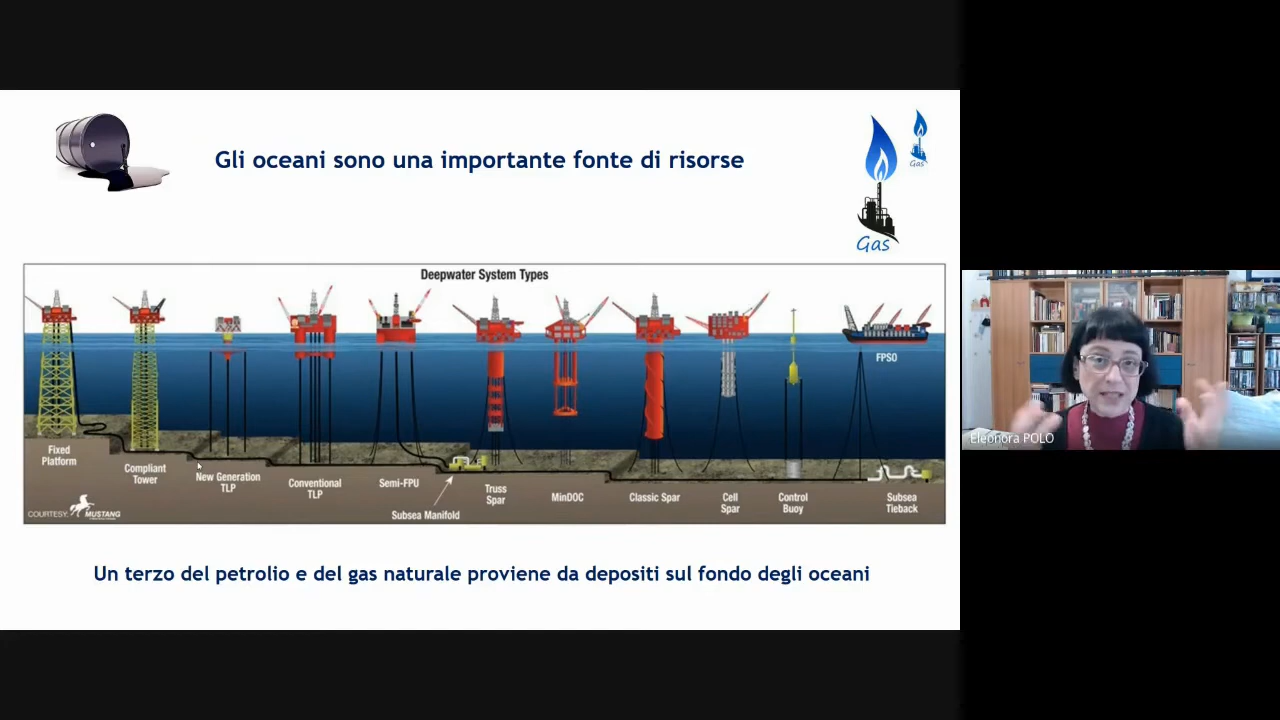 Gli oceani sono una importante fonte di risorse
Gas
Gas
Deepwater System Types
FPSO
Fixed
Platform
Compliant
Tower
New Generation
TLP
Conventional
TLP
Semi-FPU
Subsea Manifold
Truss
Spar
MinDOC
Classic Spar
Cell
Spar
Control
Buoy
Subsea
Tieback
COURTESY:
MUSTANG
Un terzo del petrolio e del gas naturale proviene da depositi sul fondo degli oceani
Eleonora POLO